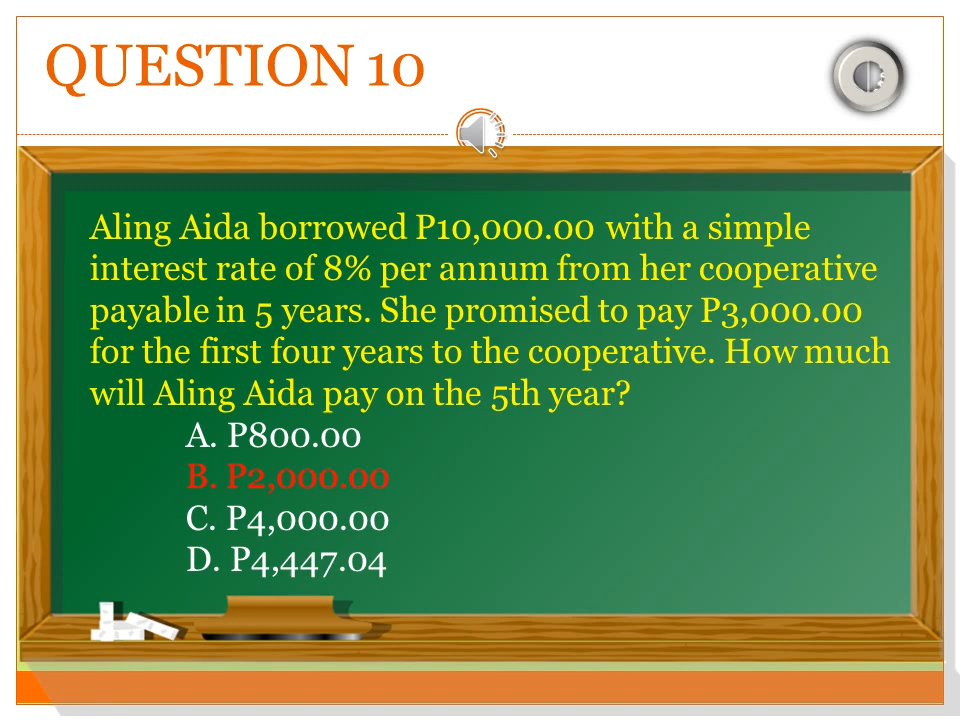 QUESTION 10
Aling Aida borrowed P10,000.00 with a simple
interest rate of 8% per annum from her cooperative
payable in 5 years. She promised to pay P3,000.00
for the first four years to the cooperative. How much
will Aling Aida pay on the 5th year?
A. P800.00
B. P2,000.00
C. P4,000.00
D. P4,447.04